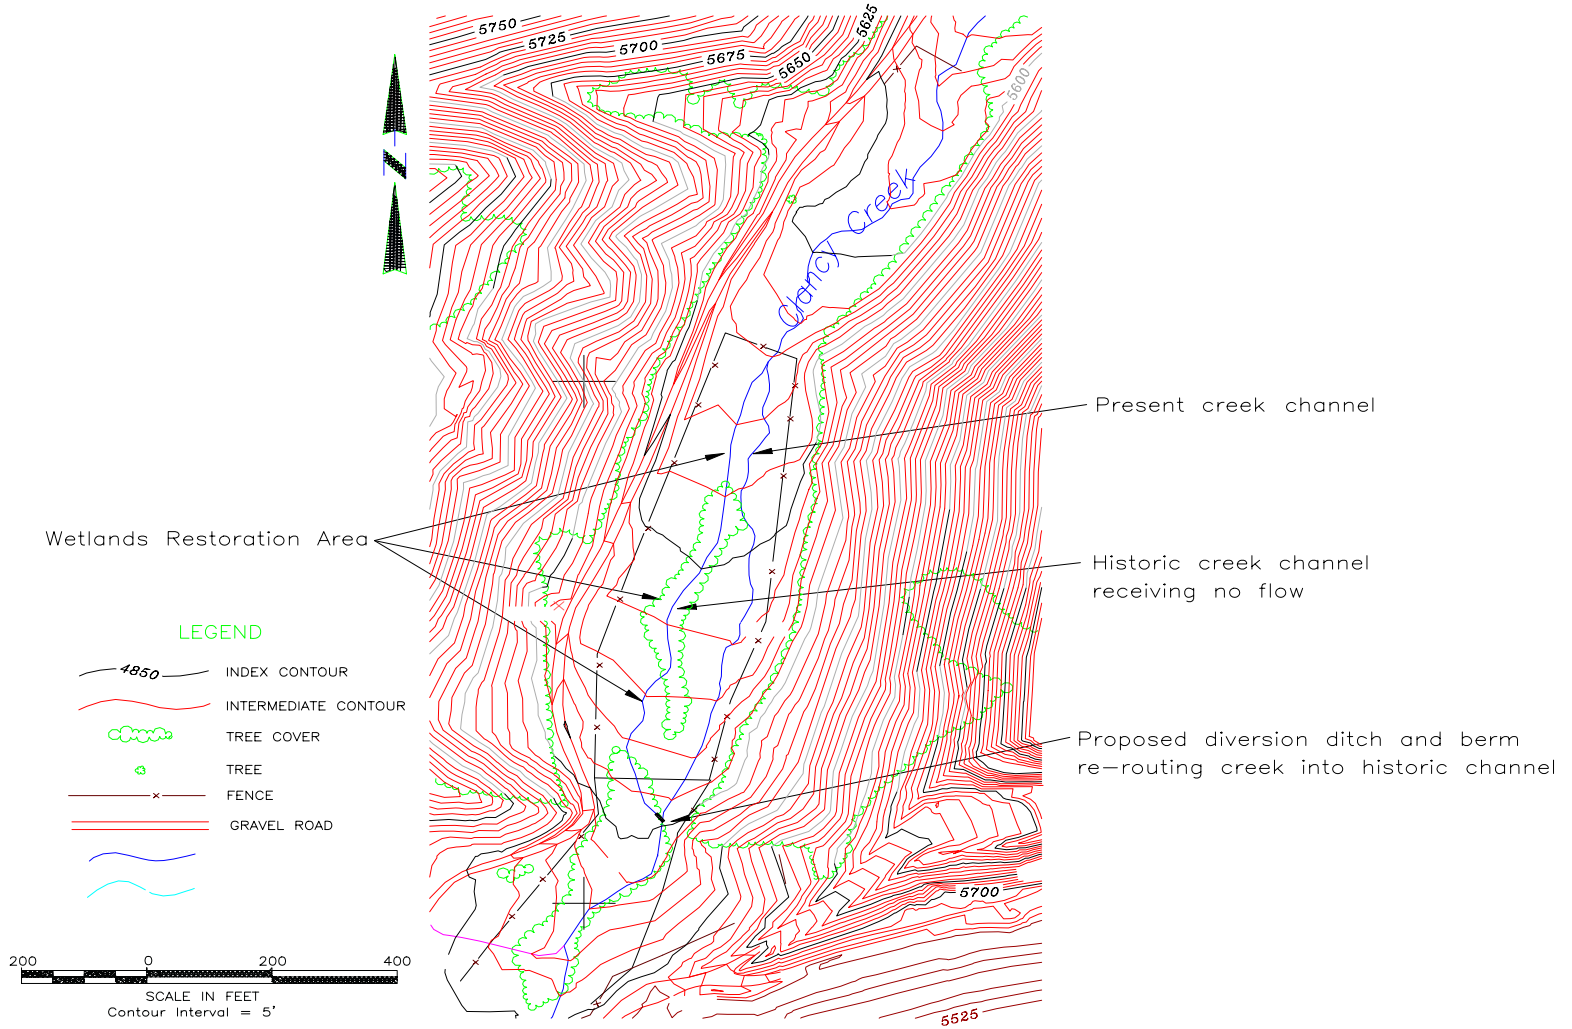 5750
5725
5700
5675
5650
5625
5600
N
Clancy Creek
Present creek channel
Wetlands Restoration Area
Historic creek channel
receiving no flow
LEGEND
4850 INDEX CONTOUR
INTERMEDIATE CONTOUR
TREE COVER
TREE
FENCE
GRAVEL ROAD
Proposed diversion ditch and berm
re-routing creek into historic channel
5700
200 0 200 400
SCALE IN FEET
Contour Interval = 5'
5525